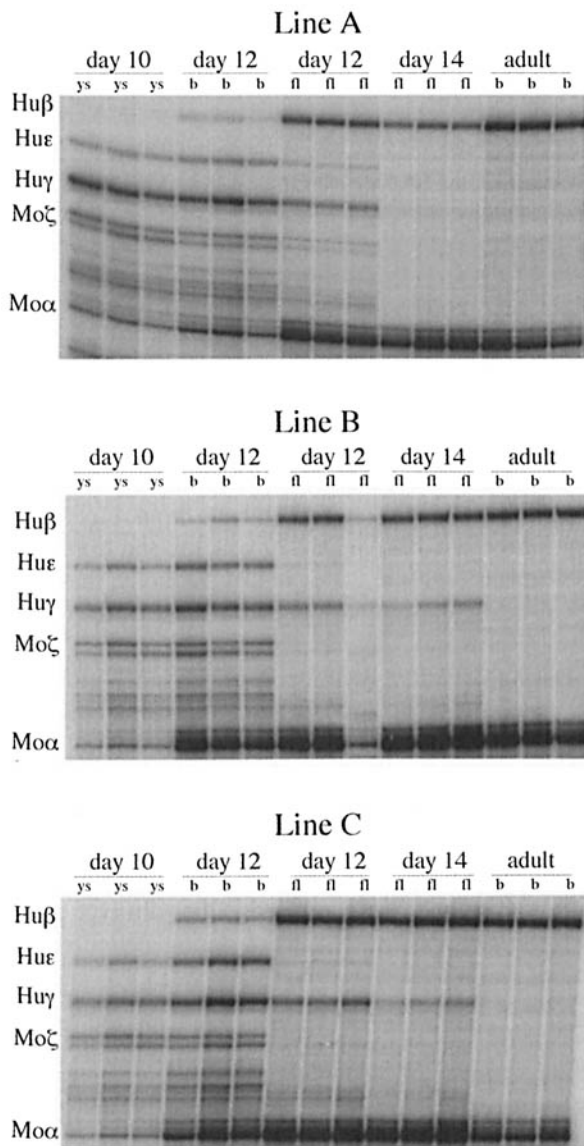 Line A
day 10 day 12 day 12 day 14 adult
ys ys ys b b b fl fl fl fl fl fl b b b
Huβ
Huε
Huγ
Moζ
Moα
Line B
day 10 day 12 day 12 day 14 adult
ys ys ys b b b fl fl fl fl fl fl b b b
Huβ
Huε
Huγ
Moζ
Moα
Line C
day 10 day 12 day 12 day 14 adult
ys ys ys b b b fl fl fl fl fl fl b b b
Huβ
Huε
Huγ
Moζ
Moα